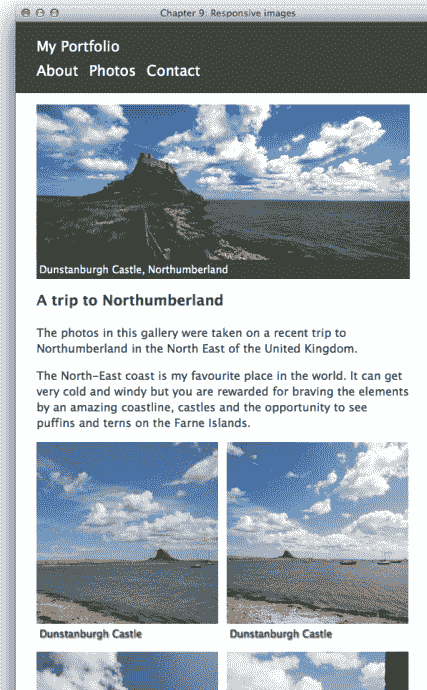 Chapter 9: Responsive images
My Portfolio
About Photos Contact
Dunstanburgh Castle, Northumberland
A trip to Northumberland
The photos in this gallery were taken on a recent trip to
Northumberland in the North East of the United Kingdom.
The North-East coast is my favourite place in the world. It can get
very cold and windy but you are rewarded for braving the elements
by an amazing coastline, castles and the opportunity to see
puffins and terns on the Farne Islands.
Dunstanburgh Castle
Dunstanburgh Castle